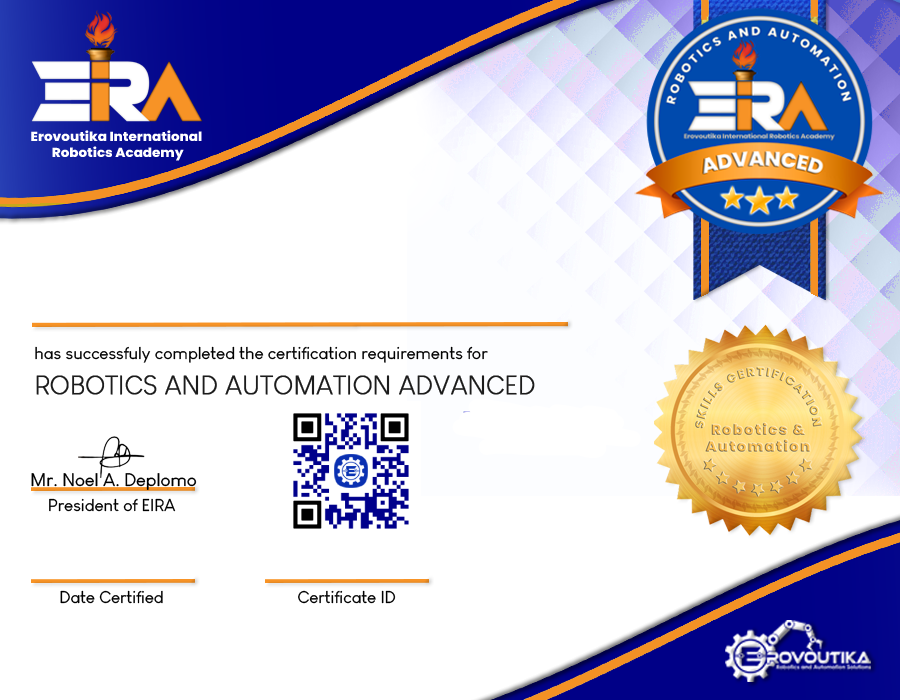 EIRA
Erovoutika International
Robotics Academy
ROBOTICS AND AUTOMATION
EIRA
Erovoutika International Robotics Academy
ADVANCED
has successfuly completed the certification requirements for
ROBOTICS AND AUTOMATION ADVANCED
SKILLS CERTIFICATION
Robotics &
Automation
Mr. Noel A. Deplomo
President of EIRA
Date Certified
Certificate ID
EROVOUTIKA
Robotics and Automation Solutions